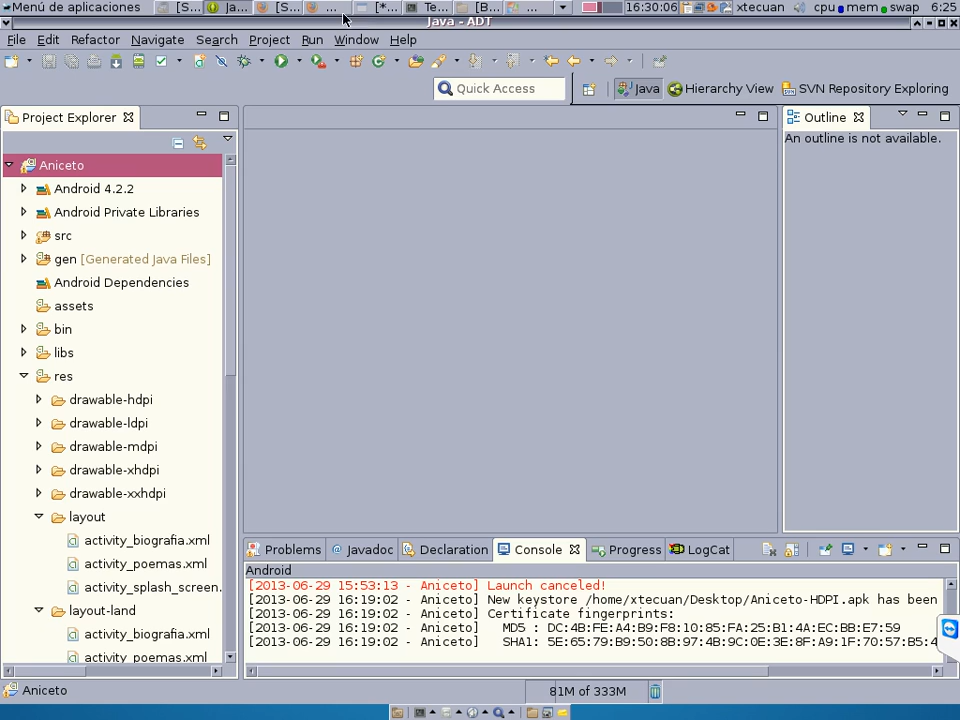 Menú de aplicaciones [S... Ja... [S... ... [*... Te... [B... ... 16:30:06 xtecuan cpu mem swap 6:25
Java - ADT
File Edit Refactor Navigate Search Project Run Window Help
Quick Access Java Hierarchy View SVN Repository Exploring
Project Explorer
Outline
An outline is not available.
Aniceto
Android 4.2.2
Android Private Libraries
src
gen [Generated Java Files]
Android Dependencies
assets
bin
libs
res
drawable-hdpi
drawable-ldpi
drawable-mdpi
drawable-xhdpi
drawable-xxhdpi
layout
activity_biografia.xml
activity_poemas.xml
activity_splash_screen.
layout-land
activity_biografia.xml
activity_poemas.xml
Problems @ Javadoc Declaration Console Progress LogCat
Android
[2013-06-29 15:53:13 - Aniceto] Launch canceled!
[2013-06-29 16:19:02 - Aniceto] New keystore /home/xtecuan/Desktop/Aniceto-HDPI.apk has been
[2013-06-29 16:19:02 - Aniceto] Certificate fingerprints:
[2013-06-29 16:19:02 - Aniceto] MD5 : DC:4B:FE:A4:B9:F8:10:85:FA:25:B1:4A:EC:BB:E7:59
[2013-06-29 16:19:02 - Aniceto] SHA1: 5E:65:79:B9:50:8B:97:4B:9C:0E:3E:8F:A9:1F:70:57:B5:4
Aniceto
81M of 333M